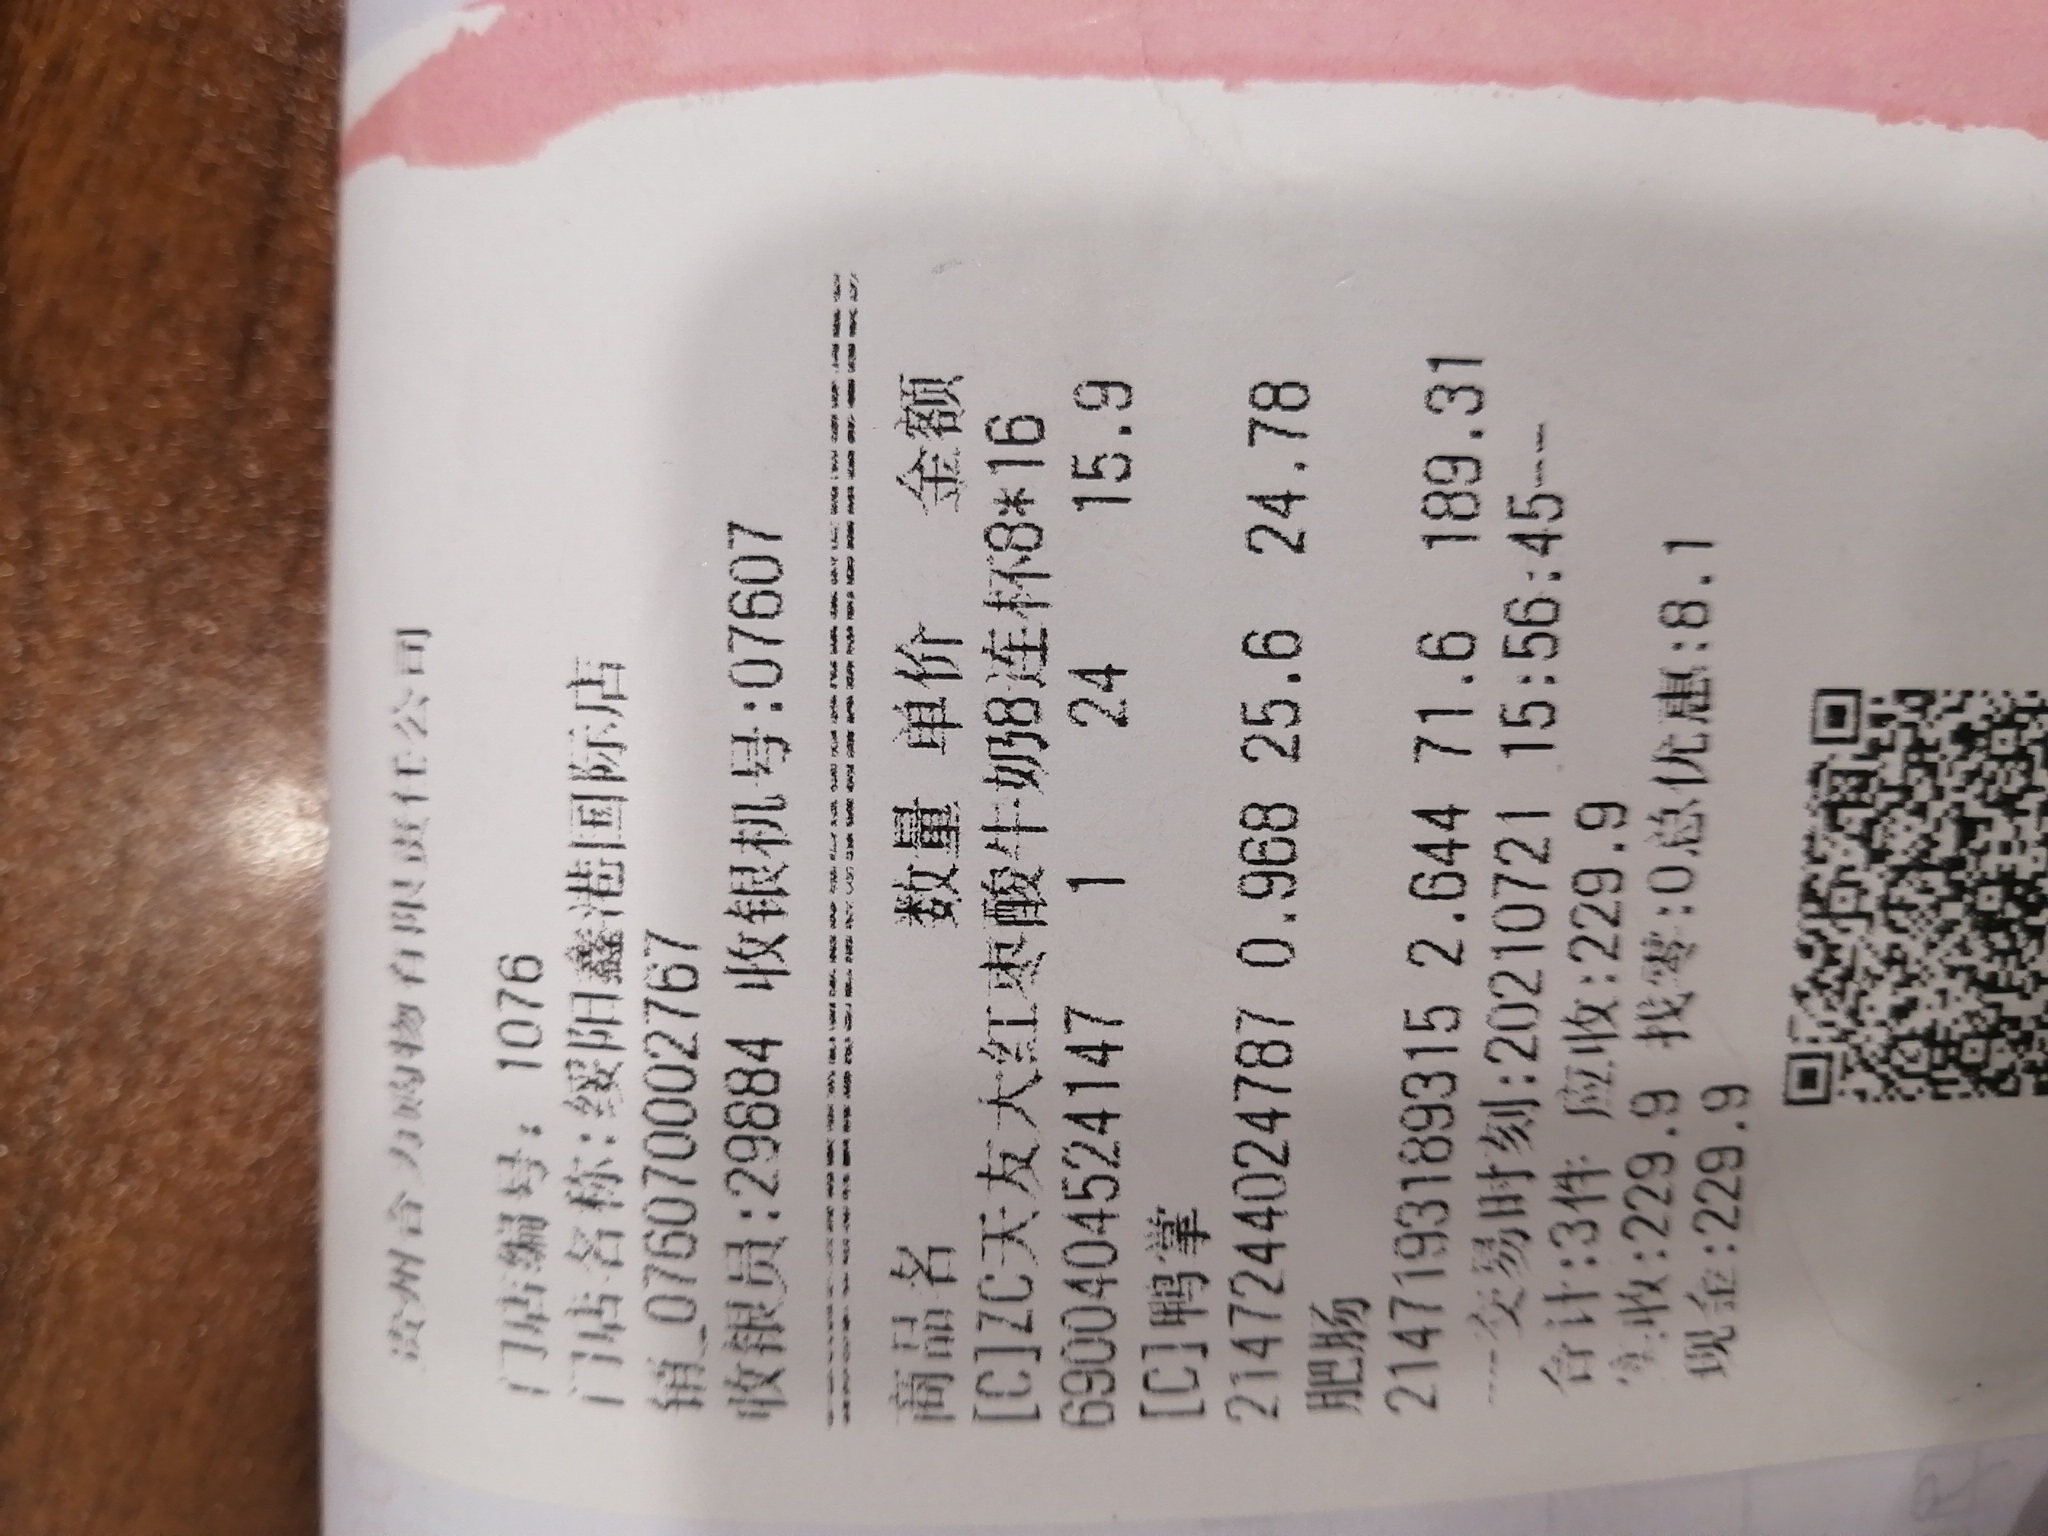 贵州合力购物有限责任公司
门店编号: 1076
门店名称:绥阳鑫港国际店
销_076070002767
收银员:29884 收银机号:07607
商品名 数量 单价 金额
[C]ZC天友大红枣酸牛奶8连杯8*16
6900404524147 1 24 15.9
[C]鸭掌
2147244024787 0.968 25.6 24.78
肥肠
2147193189315 2.644 71.6 189.31
---交易时刻:20210721 15:56:45---
合计:3件 应收:229.9
实收:229.9 找零:0总优惠:8.1
现金:229.9